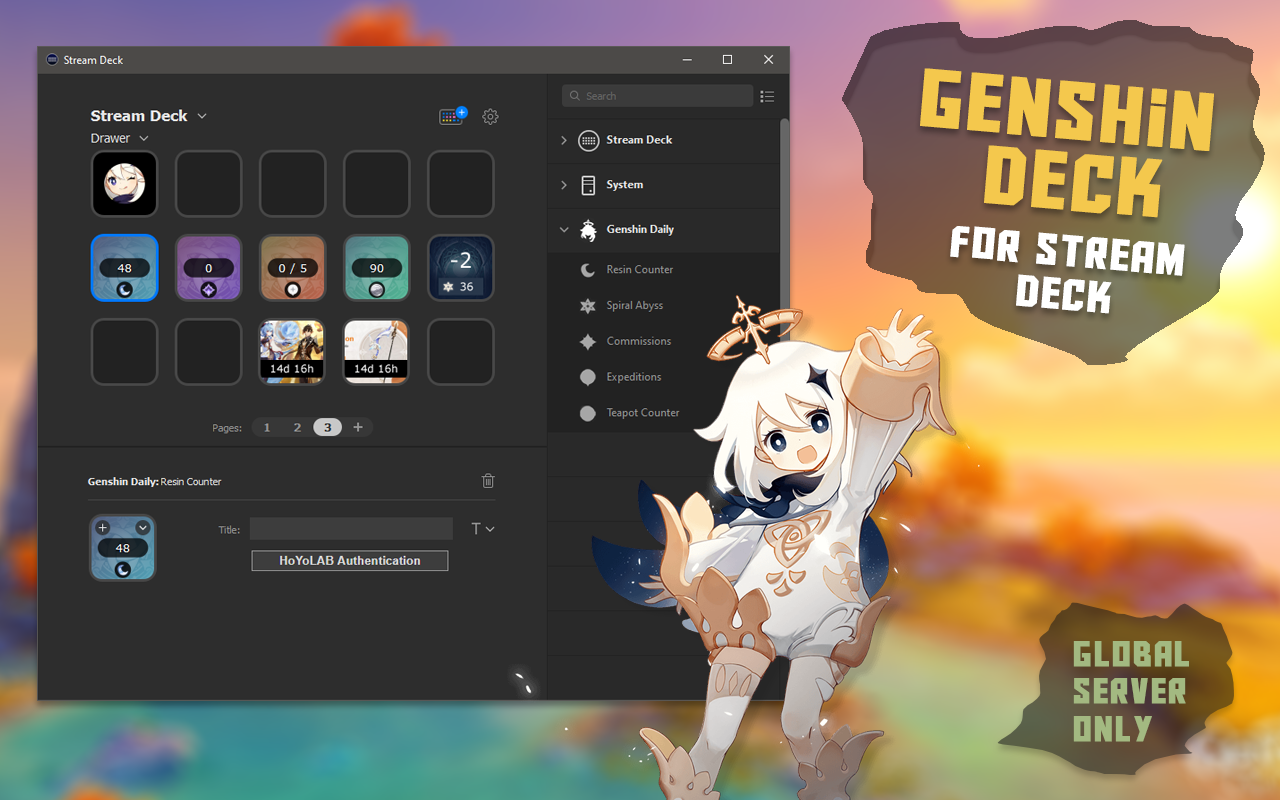 Stream Deck
Stream Deck
Drawer
48
0
0 / 5
90
-2
36
14d 16h
on
14d 16h
Pages:
1
2
3
+
Genshin Daily: Resin Counter
48
Title:
T
HoYoLAB Authentication
Search
Stream Deck
System
Genshin Daily
Resin Counter
Spiral Abyss
Commissions
Expeditions
Teapot Counter
GENSHiN
DECK
FOR STREAM
DECK
GLOBAL
SERVER
ONLY